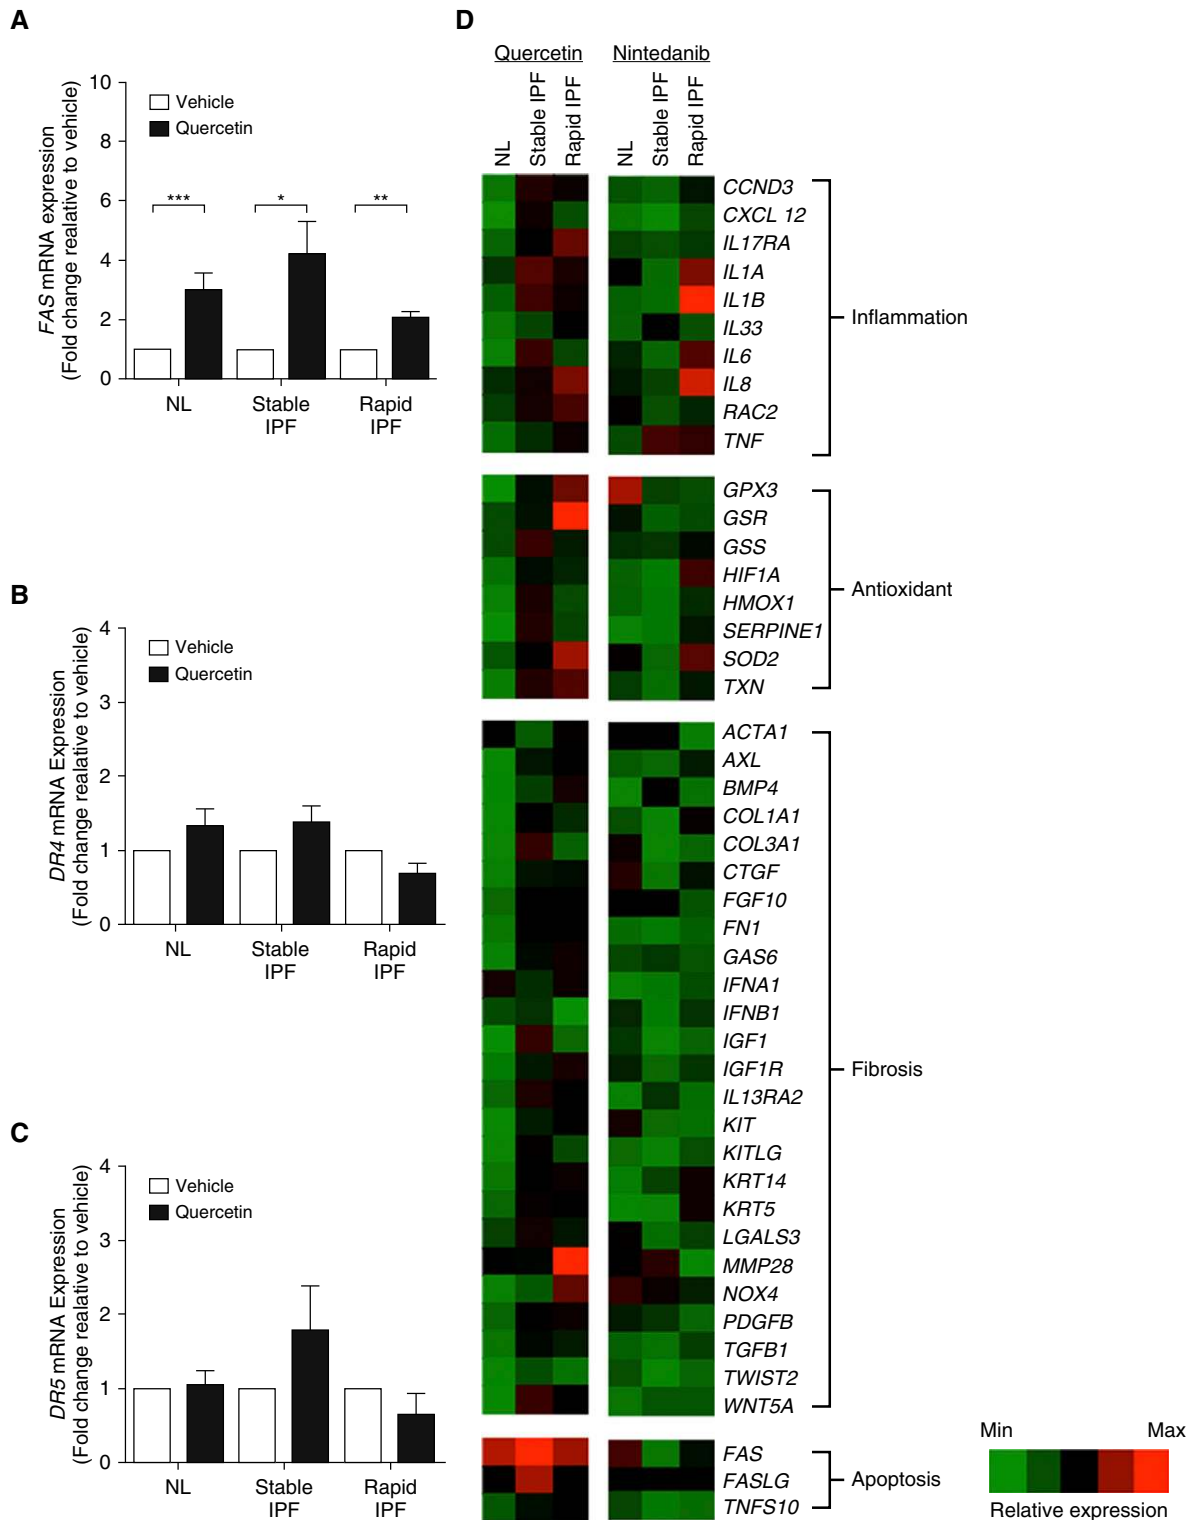 A
FAS mRNA expression
(Fold change realative to vehicle)
10
8
6
4
2
0
Vehicle
Quercetin
***
*
**
NL
Stable
IPF
Rapid
IPF
B
DR4 mRNA Expression
(Fold change realative to vehicle)
4
3
2
1
0
Vehicle
Quercetin
NL
Stable
IPF
Rapid
IPF
C
DR5 mRNA Expression
(Fold change realative to vehicle)
4
3
2
1
0
Vehicle
Quercetin
NL
Stable
IPF
Rapid
IPF
D
Quercetin
Nintedanib
NL
Stable IPF
Rapid IPF
NL
Stable IPF
Rapid IPF
CCND3
CXCL 12
IL17RA
IL1A
IL1B
IL33
IL6
IL8
RAC2
TNF
Inflammation
GPX3
GSR
GSS
HIF1A
HMOX1
SERPINE1
SOD2
TXN
Antioxidant
ACTA1
AXL
BMP4
COL1A1
COL3A1
CTGF
FGF10
FN1
GAS6
IFNA1
IFNB1
IGF1
IGF1R
IL13RA2
KIT
KITLG
KRT14
KRT5
LGALS3
MMP28
NOX4
PDGFB
TGFB1
TWIST2
WNT5A
Fibrosis
FAS
FASLG
TNFS10
Apoptosis
Min
Max
Relative expression